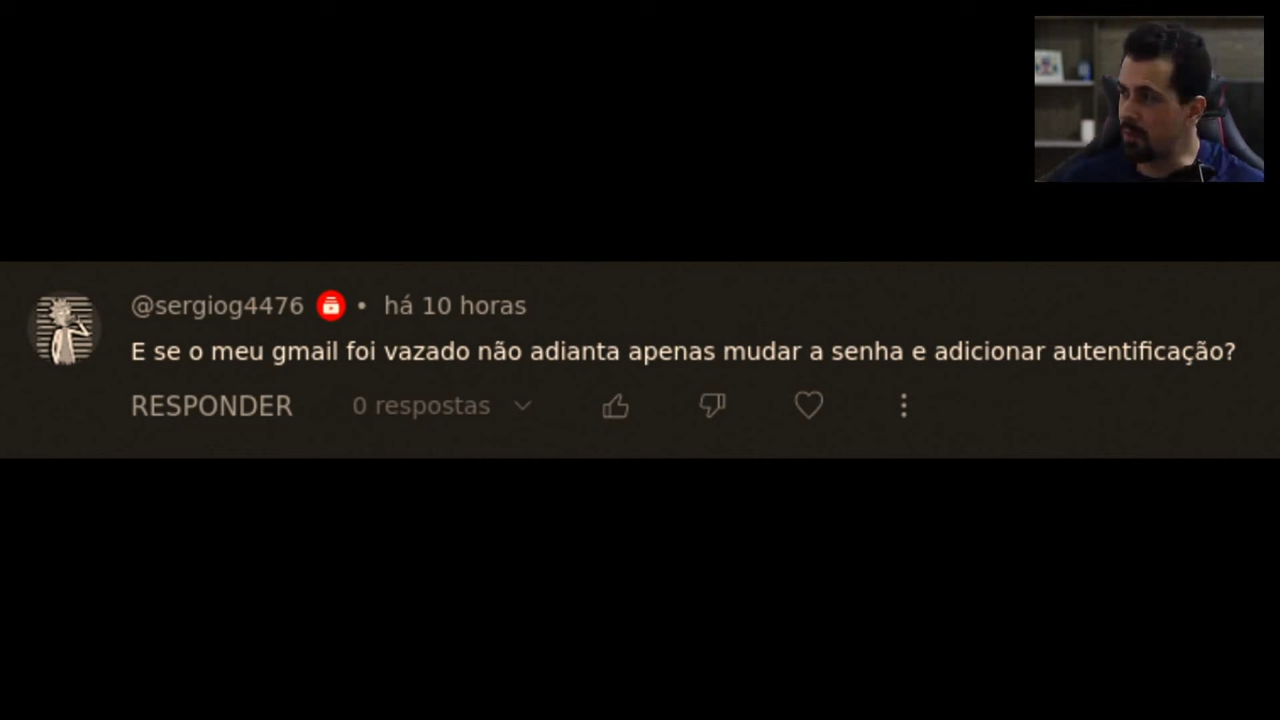 @sergiog4476 • há 10 horas
E se o meu gmail foi vazado não adianta apenas mudar a senha e adicionar autentificação?
RESPONDER 0 respostas